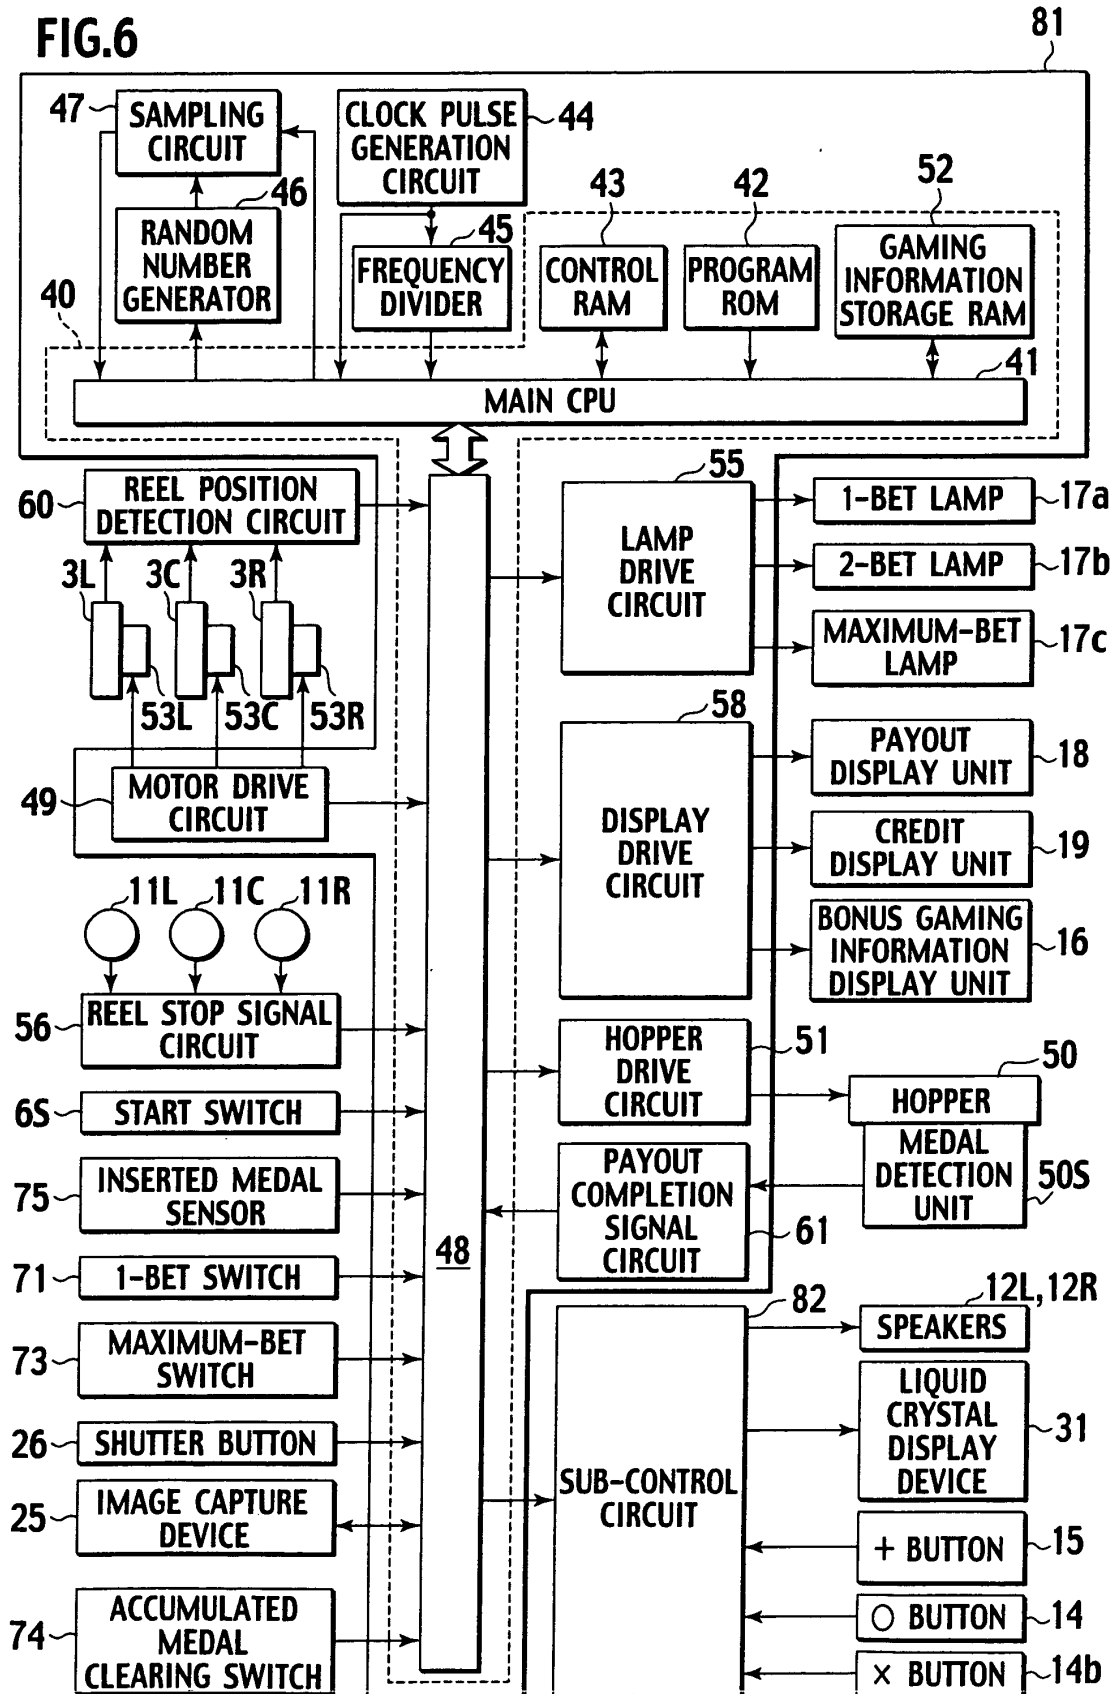 FIG.6
81
47
SAMPLING
CIRCUIT
CLOCK PULSE
GENERATION
CIRCUIT
44
46
RANDOM
NUMBER
GENERATOR
45
FREQUENCY
DIVIDER
43
CONTROL
RAM
42
PROGRAM
ROM
52
GAMING
INFORMATION
STORAGE RAM
40
41
MAIN CPU
60
REEL POSITION
DETECTION CIRCUIT
3L
3C
3R
53L
53C
53R
49
MOTOR DRIVE
CIRCUIT
11L
11C
11R
56
REEL STOP SIGNAL
CIRCUIT
6S
START SWITCH
75
INSERTED MEDAL
SENSOR
71
1-BET SWITCH
73
MAXIMUM-BET
SWITCH
26
SHUTTER BUTTON
25
IMAGE CAPTURE
DEVICE
74
ACCUMULATED
MEDAL
CLEARING SWITCH
48
55
LAMP
DRIVE
CIRCUIT
1-BET LAMP
17a
2-BET LAMP
17b
MAXIMUM-BET
LAMP
17c
58
DISPLAY
DRIVE
CIRCUIT
PAYOUT
DISPLAY UNIT
18
CREDIT
DISPLAY UNIT
19
BONUS GAMING
INFORMATION
DISPLAY UNIT
16
HOPPER
DRIVE
CIRCUIT
51
50
HOPPER
MEDAL
DETECTION
UNIT
50S
PAYOUT
COMPLETION
SIGNAL
CIRCUIT
61
82
SUB-CONTROL
CIRCUIT
12L,12R
SPEAKERS
LIQUID
CRYSTAL
DISPLAY
DEVICE
31
+ BUTTON
15
○ BUTTON
14
× BUTTON
14b